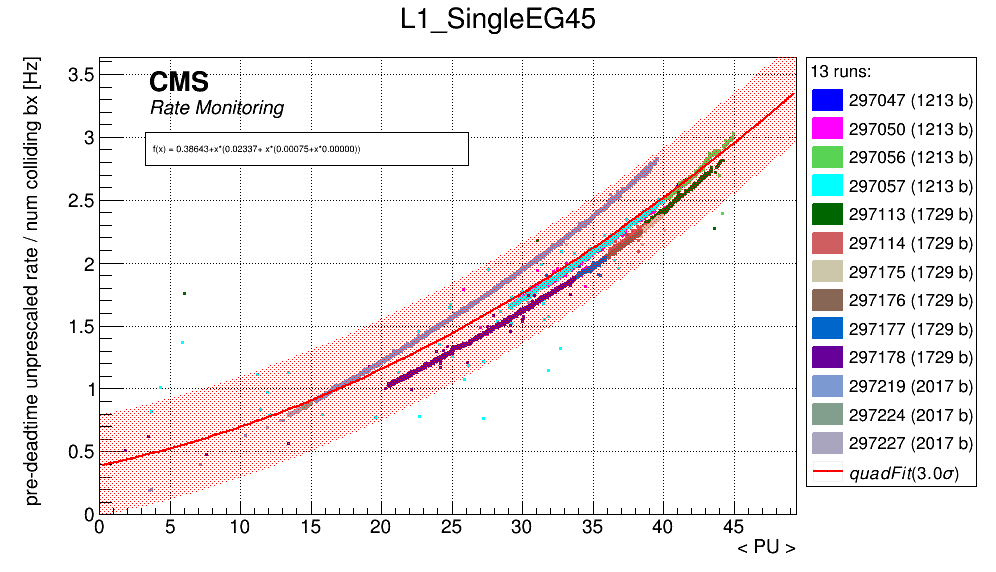 L1_SingleEG45
pre-deadtime unprescaled rate / num colliding bx [Hz]
CMS
Rate Monitoring
f(x) = 0.38643+x*(0.02337+ x*(0.00075+x*0.00000))
3.5
3
2.5
2
1.5
1
0.5
0
0 5 10 15 20 25 30 35 40 45
< PU >
13 runs:
297047 (1213 b)
297050 (1213 b)
297056 (1213 b)
297057 (1213 b)
297113 (1729 b)
297114 (1729 b)
297175 (1729 b)
297176 (1729 b)
297177 (1729 b)
297178 (1729 b)
297219 (2017 b)
297224 (2017 b)
297227 (2017 b)
quadFit(3.0σ)